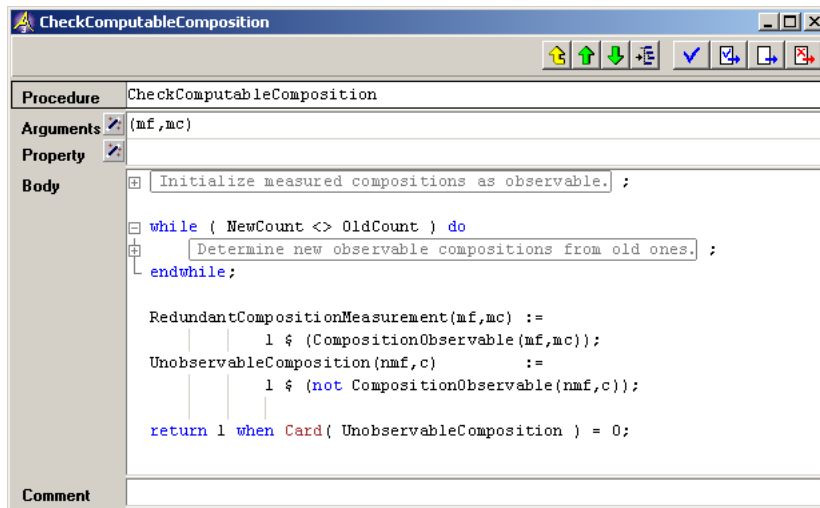 CheckComputableComposition
Procedure CheckComputableComposition
Arguments (mf,mc)
Property
Body
Initialize measured compositions as observable. ;
while ( NewCount <> OldCount ) do
Determine new observable compositions from old ones. ;
endwhile;
RedundantCompositionMeasurement(mf,mc) :=
1 $ (CompositionObservable(mf,mc));
UnobservableComposition(nmf,c) :=
1 $ (not CompositionObservable(nmf,c));
return 1 when Card( UnobservableComposition ) = 0;
Comment